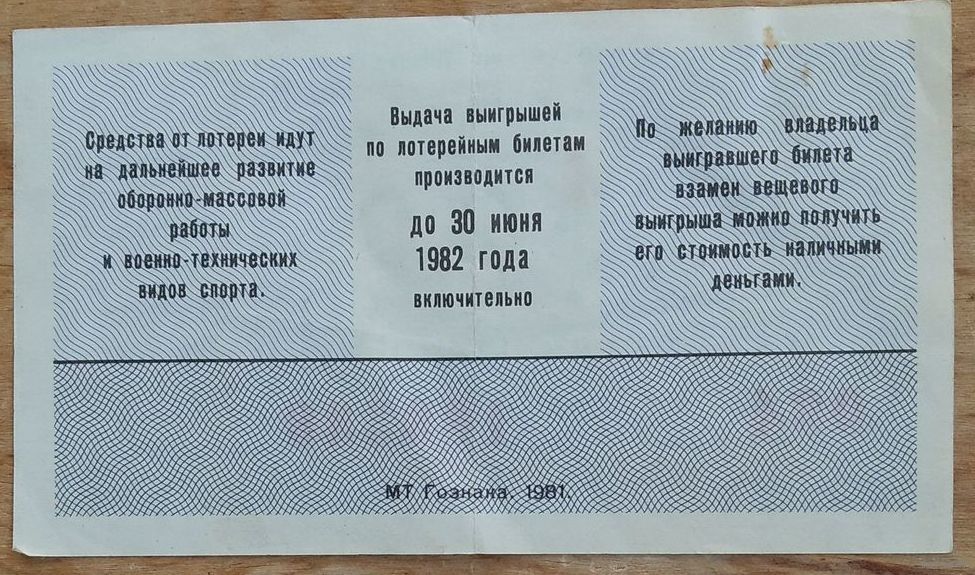 Средства от лотереи идут
на дальнейшее развитие
оборонно-массовой
работы
и военно-технических
видов спорта.
Выдача выигрышей
по лотерейным билетам
производится
до 30 июня
1982 года
включительно
По желанию владельца
выигравшего билета
взамен вещевого
выигрыша можно получить
его стоимость наличными
деньгами.
МТ Гознака. 1981.